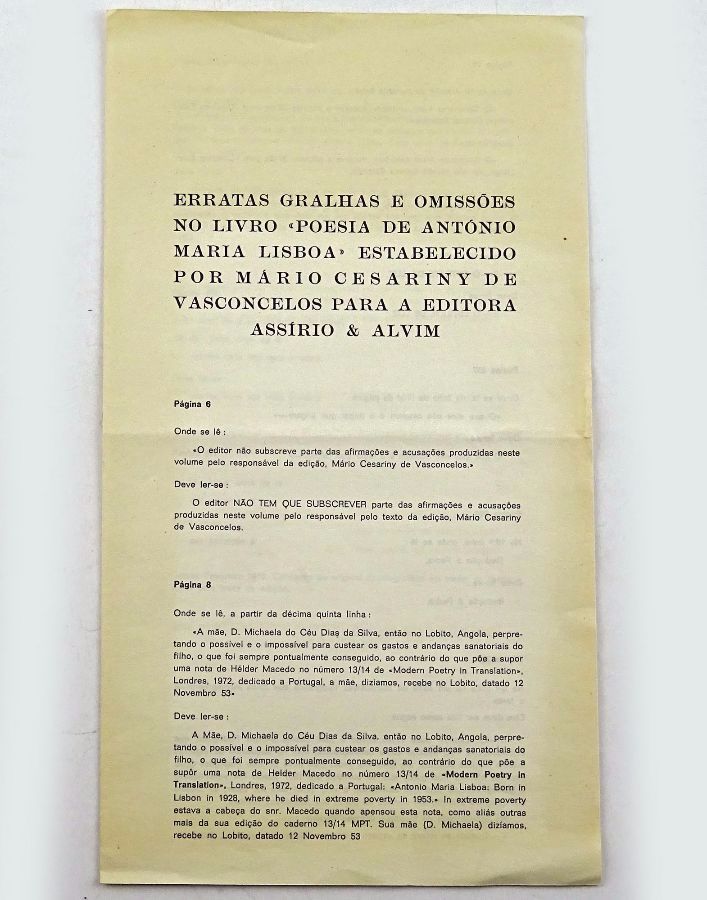 ERRATAS GRALHAS E OMISSÕES
NO LIVRO «POESIA DE ANTÓNIO
MARIA LISBOA» ESTABELECIDO
POR MÁRIO CESARINY DE
VASCONCELOS PARA A EDITORA
ASSÍRIO & ALVIM
Página 6
Onde se lê :
«O editor não subscreve parte das afirmações e acusações produzidas neste
volume pelo responsável da edição, Mário Cesariny de Vasconcelos.»
Deve ler-se :
O editor NÃO TEM QUE SUBSCREVER parte das afirmações e acusações
produzidas neste volume pelo responsável pelo texto da edição, Mário Cesariny
de Vasconcelos.
Página 8
Onde se lê, a partir da décima quinta linha :
«A mãe, D. Michaela do Céu Dias da Silva, então no Lobito, Angola, perpre-
tando o possível e o impossível para custear os gastos e andanças sanatoriais do
filho, o que foi sempre pontualmente conseguido, ao contrário do que põe a supor
uma nota de Hélder Macedo no número 13/14 de «Modern Poetry in Translation»,
Londres, 1972, dedicado a Portugal, a mãe, dizíamos, recebe no Lobito, datado 12
Novembro 53»
Deve ler-se :
A Mãe, D. Michaela do Céu Dias da Silva, então no Lobito, Angola, perpre-
tando o possível e o impossível para custear os gastos e andanças sanatoriais do
filho, o que foi sempre pontualmente conseguido, ao contrário do que põe a
supôr uma nota de Helder Macedo no número 13/14 de «Modern Poetry in
Translation», Londres, 1972, dedicado a Portugal: «Antonio Maria Lisboa: Born in
Lisbon in 1928, where he died in extreme poverty in 1953.» In extreme poverty
estava a cabeça do snr. Macedo quando apensou esta nota, como aliás outras
mais da sua edição do caderno 13/14 MPT. Sua mãe (D. Michaela) dizíamos,
recebe no Lobito, datado 12 Novembro 53